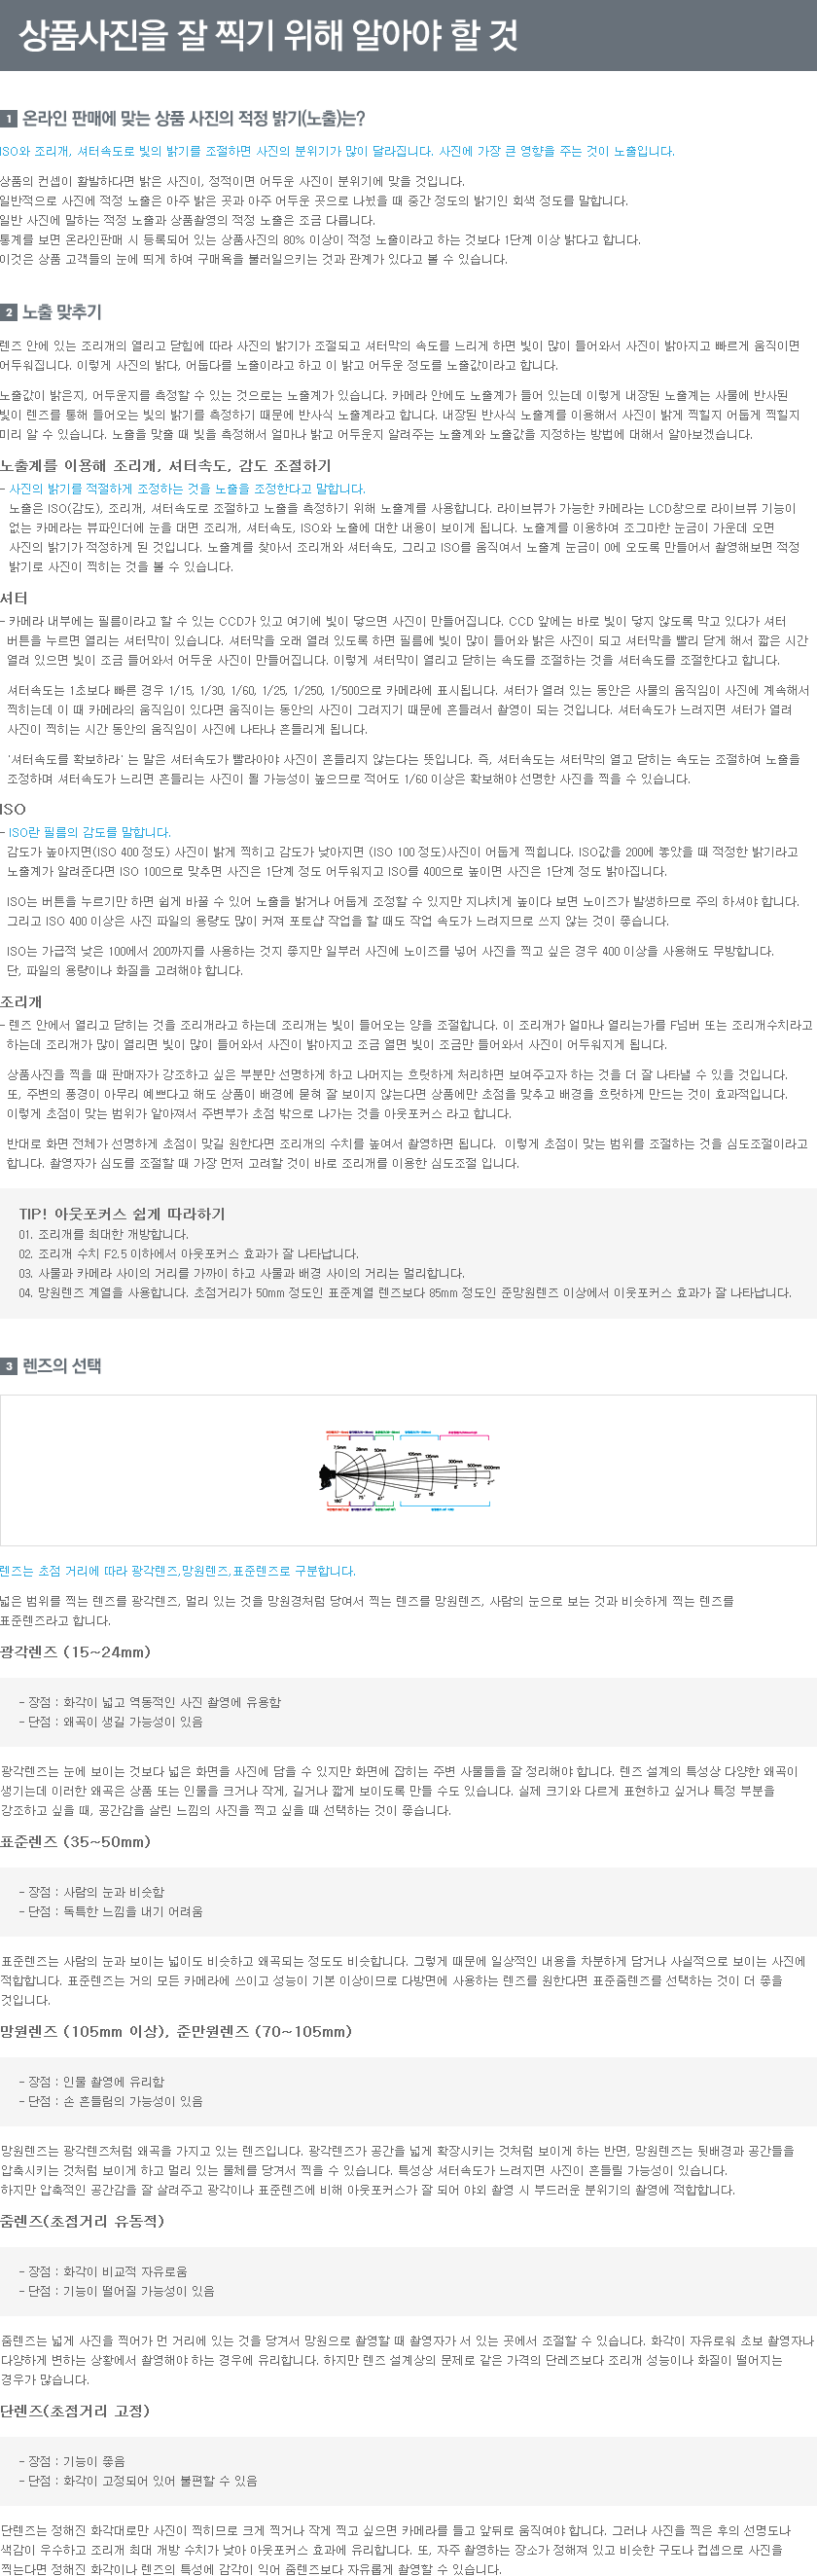 상품사진을 잘 찍기 위해 알아야 할 것
1 온라인 판매에 맞는 상품 사진의 적정 밝기(노출)는?
ISO와 조리개, 셔터속도로 빛의 밝기를 조절하면 사진의 분위기가 많이 달라집니다. 사진에 가장 큰 영향을 주는 것이 노출입니다.
상품의 컨셉이 활발하다면 밝은 사진이, 정적이면 어두운 사진이 분위기에 맞을 것입니다.
일반적으로 사진에 적정 노출은 아주 밝은 곳과 아주 어두운 곳으로 나눴을 때 중간 정도의 밝기인 회색 정도를 말합니다.
일반 사진에 말하는 적정 노출과 상품촬영의 적정 노출은 조금 다릅니다.
통계를 보면 온라인판매 시 등록되어 있는 상품사진의 80% 이상이 적정 노출이라고 하는 것보다 1단계 이상 밝다고 합니다.
이것은 상품 고객들의 눈에 띄게 하여 구매욕을 불러일으키는 것과 관계가 있다고 볼 수 있습니다.
2 노출 맞추기
렌즈 안에 있는 조리개의 열리고 닫힘에 따라 사진의 밝기가 조절되고 셔터막의 속도를 느리게 하면 빛이 많이 들어와서 사진이 밝아지고 빠르게 움직이면
어두워집니다. 이렇게 사진의 밝다, 어둡다를 노출이라고 하고 이 밝고 어두운 정도를 노출값이라고 합니다.
노출값이 밝은지, 어두운지를 측정할 수 있는 것으로는 노출계가 있습니다. 카메라 안에도 노출계가 들어 있는데 이렇게 내장된 노출계는 사물에 반사된
빛이 렌즈를 통해 들어오는 빛의 밝기를 측정하기 때문에 반사식 노출계라고 합니다. 내장된 반사식 노출계를 이용해서 사진이 밝게 찍힐지 어둡게 찍힐지
미리 알 수 있습니다. 노출을 맞출 때 빛을 측정해서 얼마나 밝고 어두운지 알려주는 노출계와 노출값을 지정하는 방법에 대해서 알아보겠습니다.
노출계를 이용해 조리개, 셔터속도, 감도 조절하기
- 사진의 밝기를 적절하게 조정하는 것을 노출을 조정한다고 말합니다.
노출은 ISO(감도), 조리개, 셔터속도로 조절하고 노출을 측정하기 위해 노출계를 사용합니다. 라이브뷰가 가능한 카메라는 LCD창으로 라이브뷰 기능이
없는 카메라는 뷰파인더에 눈을 대면 조리개, 셔터속도, ISO와 노출에 대한 내용이 보이게 됩니다. 노출계를 이용하여 조그마한 눈금이 가운데 오면
사진의 밝기가 적정하게 된 것입니다. 노출계를 찾아서 조리개와 셔터속도, 그리고 ISO를 움직여서 노출계 눈금이 0에 오도록 만들어서 촬영해보면 적정
밝기로 사진이 찍히는 것을 볼 수 있습니다.
셔터
- 카메라 내부에는 필름이라고 할 수 있는 CCD가 있고 여기에 빛이 닿으면 사진이 만들어집니다. CCD 앞에는 바로 빛이 닿지 않도록 막고 있다가 셔터
버튼을 누르면 열리는 셔터막이 있습니다. 셔터막을 오래 열려 있도록 하면 필름에 빛이 많이 들어와 밝은 사진이 되고 셔터막을 빨리 닫게 해서 짧은 시간
열려 있으면 빛이 조금 들어와서 어두운 사진이 만들어집니다. 이렇게 셔터막이 열리고 닫히는 속도를 조절하는 것을 셔터속도를 조절한다고 합니다.
셔터속도는 1초보다 빠른 경우 1/15, 1/30, 1/60, 1/25, 1/250, 1/500으로 카메라에 표시됩니다. 셔터가 열려 있는 동안은 사물의 움직임이 사진에 계속해서
찍히는데 이 때 카메라의 움직임이 있다면 움직이는 동안의 사진이 그려지기 때문에 흔들려서 촬영이 되는 것입니다. 셔터속도가 느려지면 셔터가 열려
사진이 찍히는 시간 동안의 움직임이 사진에 나타나 흔들리게 됩니다.
'셔터속도를 확보하라' 는 말은 셔터속도가 빨라아야 사진이 흔들리지 않는다는 뜻입니다. 즉, 셔터속도는 셔터막의 열고 닫히는 속도는 조절하여 노출을
조정하며 셔터속도가 느리면 흔들리는 사진이 될 가능성이 높으므로 적어도 1/60 이상은 확보해야 선명한 사진을 찍을 수 있습니다.
ISO
- ISO란 필름의 감도를 말합니다.
감도가 높아지면(ISO 400 정도) 사진이 밝게 찍히고 감도가 낮아지면 (ISO 100 정도)사진이 어둡게 찍힙니다. ISO값을 200에 놓았을 때 적정한 밝기라고
노출계가 알려준다면 ISO 100으로 맞추면 사진은 1단계 정도 어두워지고 ISO를 400으로 높이면 사진은 1단계 정도 밝아집니다.
ISO는 버튼을 누르기만 하면 쉽게 바꿀 수 있어 노출을 밝거나 어둡게 조정할 수 있지만 지나치게 높이다 보면 노이즈가 발생하므로 주의 하셔야 합니다.
그리고 ISO 400 이상은 사진 파일의 용량도 많이 커져 포토샵 작업을 할 때도 작업 속도가 느려지므로 쓰지 않는 것이 좋습니다.
ISO는 가급적 낮은 100에서 200까지를 사용하는 것지 좋지만 일부러 사진에 노이즈를 넣어 사진을 찍고 싶은 경우 400 이상을 사용해도 무방합니다.
단, 파일의 용량이나 화질을 고려해야 합니다.
조리개
- 렌즈 안에서 열리고 닫히는 것을 조리개라고 하는데 조리개는 빛이 들어오는 양을 조절합니다. 이 조리개가 얼마나 열리는가를 F넘버 또는 조리개수치라고
하는데 조리개가 많이 열리면 빛이 많이 들어와서 사진이 밝아지고 조금 열면 빛이 조금만 들어와서 사진이 어두워지게 됩니다.
상품사진을 찍을 때 판매자가 강조하고 싶은 부분만 선명하게 하고 나머지는 흐릿하게 처리하면 보여주고자 하는 것을 더 잘 나타낼 수 있을 것입니다.
또, 주변의 풍경이 아무리 예쁘다고 해도 상품이 배경에 묻혀 잘 보이지 않는다면 상품에만 초점을 맞추고 배경을 흐릿하게 만드는 것이 효과적입니다.
이렇게 초점이 맞는 범위가 얕아져서 주변부가 초점 밖으로 나가는 것을 아웃포커스 라고 합니다.
반대로 화면 전체가 선명하게 초점이 맞길 원한다면 조리개의 수치를 높여서 촬영하면 됩니다. 이렇게 초점이 맞는 범위를 조절하는 것을 심도조절이라고
합니다. 촬영자가 심도를 조절할 때 가장 먼저 고려할 것이 바로 조리개를 이용한 심도조절 입니다.
TIP! 아웃포커스 쉽게 따라하기
01. 조리개를 최대한 개방합니다.
02. 조리개 수치 F2.5 이하에서 아웃포커스 효과가 잘 나타납니다.
03. 사물과 카메라 사이의 거리를 가까이 하고 사물과 배경 사이의 거리는 멀리합니다.
04. 망원렌즈 계열을 사용합니다. 초점거리가 50mm 정도인 표준계열 렌즈보다 85mm 정도인 준망원렌즈 이상에서 이웃포커스 효과가 잘 나타납니다.
3 렌즈의 선택
7.5mm 28mm 50mm 105mm 135mm 300mm 500mm 1000mm
180° 75° 47° 23° 18° 8° 5°
렌즈는 초점 거리에 따라 광각렌즈,망원렌즈,표준렌즈로 구분합니다.
넓은 범위를 찍는 렌즈를 광각렌즈, 멀리 있는 것을 망원경처럼 당여서 찍는 렌즈를 망원렌즈, 사람의 눈으로 보는 것과 비슷하게 찍는 렌즈를
표준렌즈라고 합니다.
광각렌즈 (15~24mm)
- 장점 : 화각이 넓고 역동적인 사진 촬영에 유용함
- 단점 : 왜곡이 생길 가능성이 있음
광각렌즈는 눈에 보이는 것보다 넓은 화면을 사진에 담을 수 있지만 화면에 잡히는 주변 사물들을 잘 정리해야 합니다. 렌즈 설계의 특성상 다양한 왜곡이
생기는데 이러한 왜곡은 상품 또는 인물을 크거나 작게, 길거나 짧게 보이도록 만들 수도 있습니다. 실제 크기와 다르게 표현하고 싶거나 특정 부분을
강조하고 싶을 때, 공간감을 살린 느낌의 사진을 찍고 싶을 때 선택하는 것이 좋습니다.
표준렌즈 (35~50mm)
- 장점 : 사람의 눈과 비슷함
- 단점 : 독특한 느낌을 내기 어려움
표준렌즈는 사람의 눈과 보이는 넓이도 비슷하고 왜곡되는 정도도 비슷합니다. 그렇게 때문에 일상적인 내용을 차분하게 담거나 사실적으로 보이는 사진에
적합합니다. 표준렌즈는 거의 모든 카메라에 쓰이고 성능이 기본 이상이므로 다방면에 사용하는 렌즈를 원한다면 표준줌렌즈를 선택하는 것이 더 좋을
것입니다.
망원렌즈 (105mm 이상), 준만원렌즈 (70~105mm)
- 장점 : 인물 촬영에 유리함
- 단점 : 손 흔들림의 가능성이 있음
망원렌즈는 광각렌즈처럼 왜곡을 가지고 있는 렌즈입니다. 광각렌즈가 공간을 넓게 확장시키는 것처럼 보이게 하는 반면, 망원렌즈는 뒷배경과 공간들을
압축시키는 것처럼 보이게 하고 멀리 있는 물체를 당겨서 찍을 수 있습니다. 특성상 셔터속도가 느려지면 사진이 흔들릴 가능성이 있습니다.
하지만 압축적인 공간감을 잘 살려주고 광각이나 표준렌즈에 비해 아웃포커스가 잘 되어 야외 촬영 시 부드러운 분위기의 촬영에 적합합니다.
줌렌즈(초점거리 유동적)
- 장점 : 화각이 비교적 자유로움
- 단점 : 기능이 떨어질 가능성이 있음
줌렌즈는 넓게 사진을 찍어가 먼 거리에 있는 것을 당겨서 망원으로 촬영할 때 촬영자가 서 있는 곳에서 조절할 수 있습니다. 화각이 자유로워 초보 촬영자나
다양하게 변하는 상황에서 촬영해야 하는 경우에 유리합니다. 하지만 렌즈 설계상의 문제로 같은 가격의 단레즈보다 조리개 성능이나 화질이 떨어지는
경우가 많습니다.
단렌즈(초점거리 고정)
- 장점 : 기능이 좋음
- 단점 : 화각이 고정되어 있어 불편할 수 있음
단렌즈는 정해진 화각대로만 사진이 찍히므로 크게 찍거나 작게 찍고 싶으면 카메라를 들고 앞뒤로 움직여야 합니다. 그러나 사진을 찍은 후의 선명도나
색감이 우수하고 조리개 최대 개방 수치가 낮아 아웃포커스 효과에 유리합니다. 또, 자주 촬영하는 장소가 정해져 있고 비슷한 구도나 컵셉으로 사진을
찍는다면 정해진 화각이나 렌즈의 특성에 감각이 익어 줌렌즈보다 자유롭게 촬영할 수 있습니다.